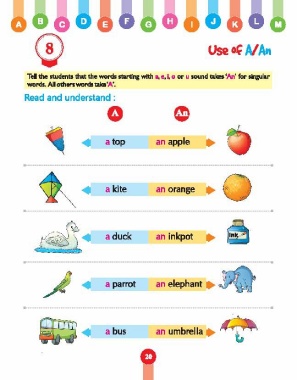 A B C D E F G H I J K L M
8
Use of A/An
Tell the students that the words starting with a, e, i, o or u sound takes 'An' for singular
words. All others words take 'A'.
Read and understand :
A An
a top an apple
a kite an orange
a duck an inkpot
Ink
a parrot an elephant
a bus an umbrella
20